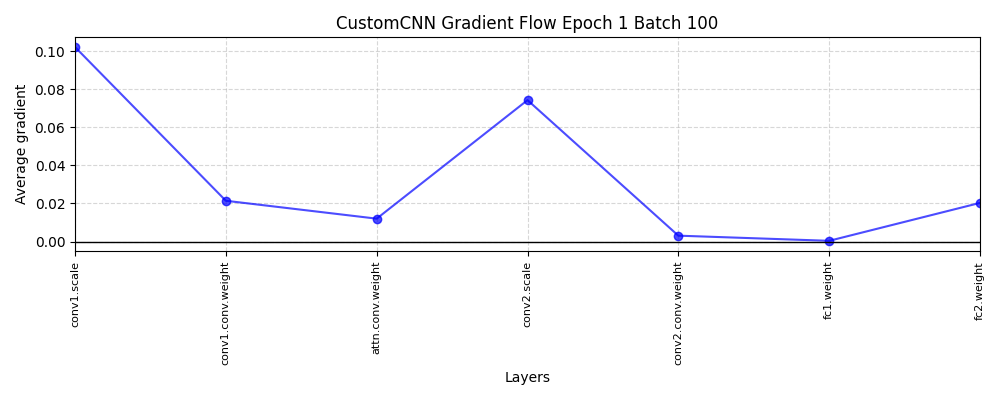 CustomCNN Gradient Flow Epoch 1 Batch 100
Average gradient
0.10
0.08
0.06
0.04
0.02
0.00
conv1.scale
conv1.conv.weight
attn.conv.weight
conv2.scale
conv2.conv.weight
fc1.weight
fc2.weight
Layers